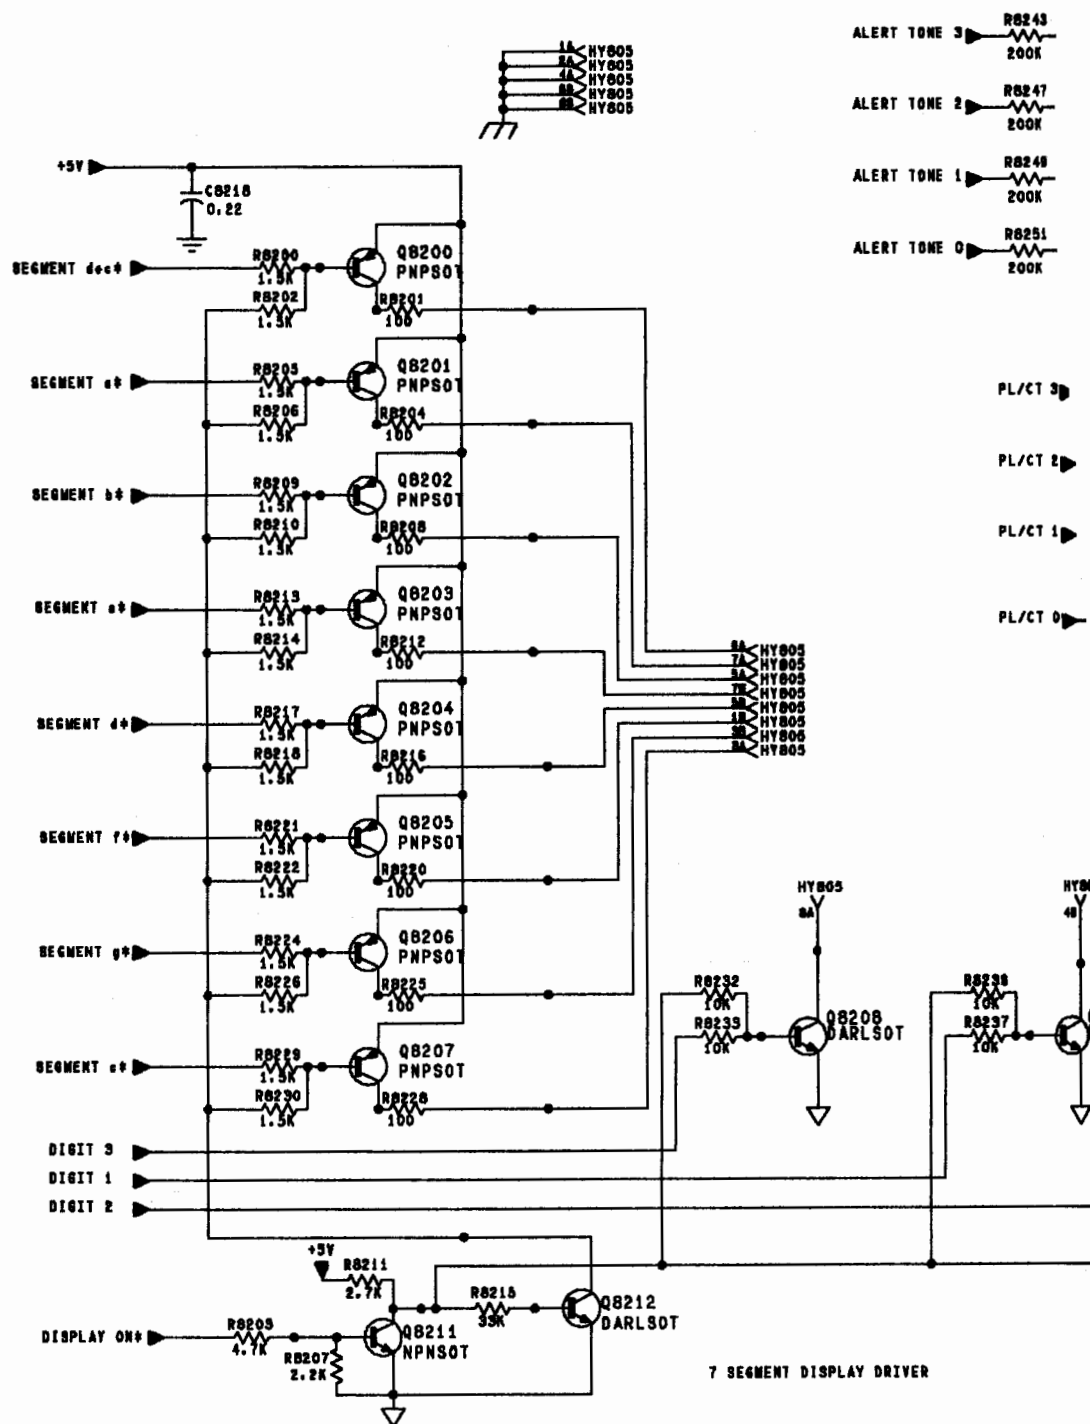 ALERT TONE 3
R8243
200K
1A HY805
2A HY805
4A HY805
HY805
HY805
ALERT TONE 2
R8247
200K
+5V
C8218
0.22
ALERT TONE 1
200K
ALERT TONE 0
R8251
200K
SEGMENT d+c*
R8200
1.5K
R8202
1.5K
Q8200
PNPSOT
R8201
100
SEGMENT a*
R8205
1.5K
R8206
1.5K
Q8201
PNPSOT
R8204
100
PL/CT 3
SEGMENT b*
R8209
1.5K
R8210
1.5K
Q8202
PNPSOT
R8208
100
PL/CT 2
PL/CT 1
SEGMENT
R8213
1.5K
R8214
1.5K
Q8203
PNPSOT
R8212
100
PL/CT 0
HY805
7A HY805
5A HY805
HY805
HY805
HY805
HY805
HY805
SEGMENT d*
R8217
1.5K
R8218
1.5K
Q8204
PNPSOT
R8216
100
SEGMENT f*
R8221
1.5K
R8222
1.5K
Q8205
PNPSOT
R8220
100
SEGMENT g*
R8224
1.5K
R8226
1.5K
Q8206
PNPSOT
R8225
100
HY805
8A
4B
R8232
10K
R8233
10K
Q8208
DARLSOT
10K
R8237
10K
SEGMENT
R8229
1.5K
R8230
1.5K
Q8207
PNPSOT
R8228
100
DIGIT 3
DIGIT 1
DIGIT 2
+5V
R8211
2.7K
R8215
33K
Q8212
DARLSOT
DISPLAY ON*
R8203
4.7K
R8207
2.2K
Q8211
NPNSOT
7 SEGMENT DISPLAY DRIVER